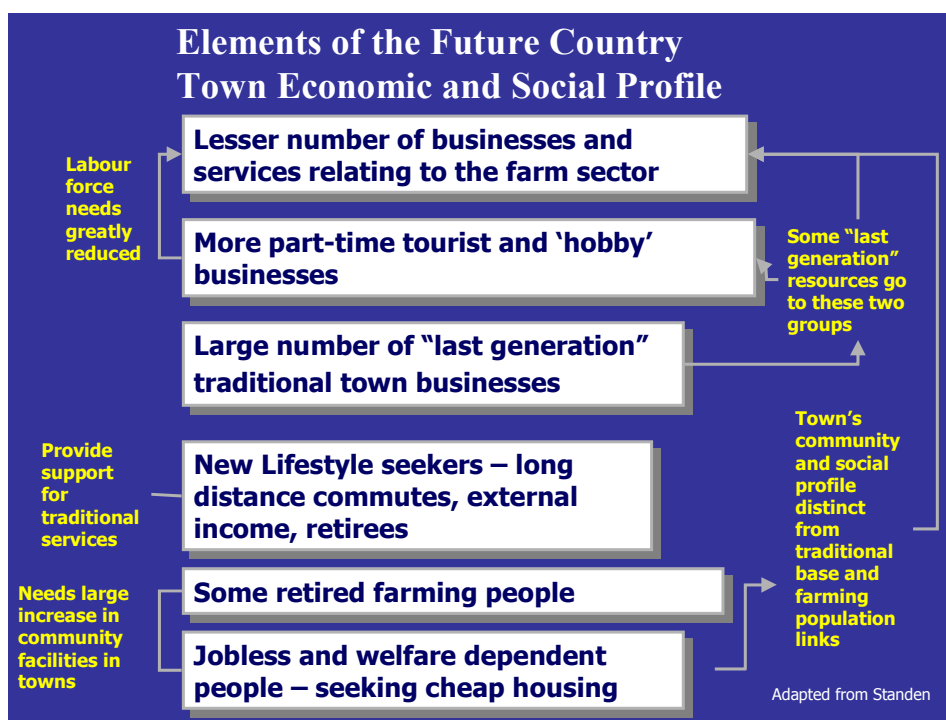 Elements of the Future Country
Town Economic and Social Profile
Lesser number of businesses and
services relating to the farm sector
Labour
force
needs
greatly
reduced
More part-time tourist and ‘hobby’
businesses
Some “last
generation”
resources go
to these two
groups
Large number of “last generation”
traditional town businesses
Provide
support
for
traditional
services
New Lifestyle seekers – long
distance commutes, external
income, retirees
Town’s
community
and social
profile
distinct
from
traditional
base and
farming
population
links
Needs large
increase in
community
facilities in
towns
Some retired farming people
Jobless and welfare dependent
people – seeking cheap housing
Adapted from Standen